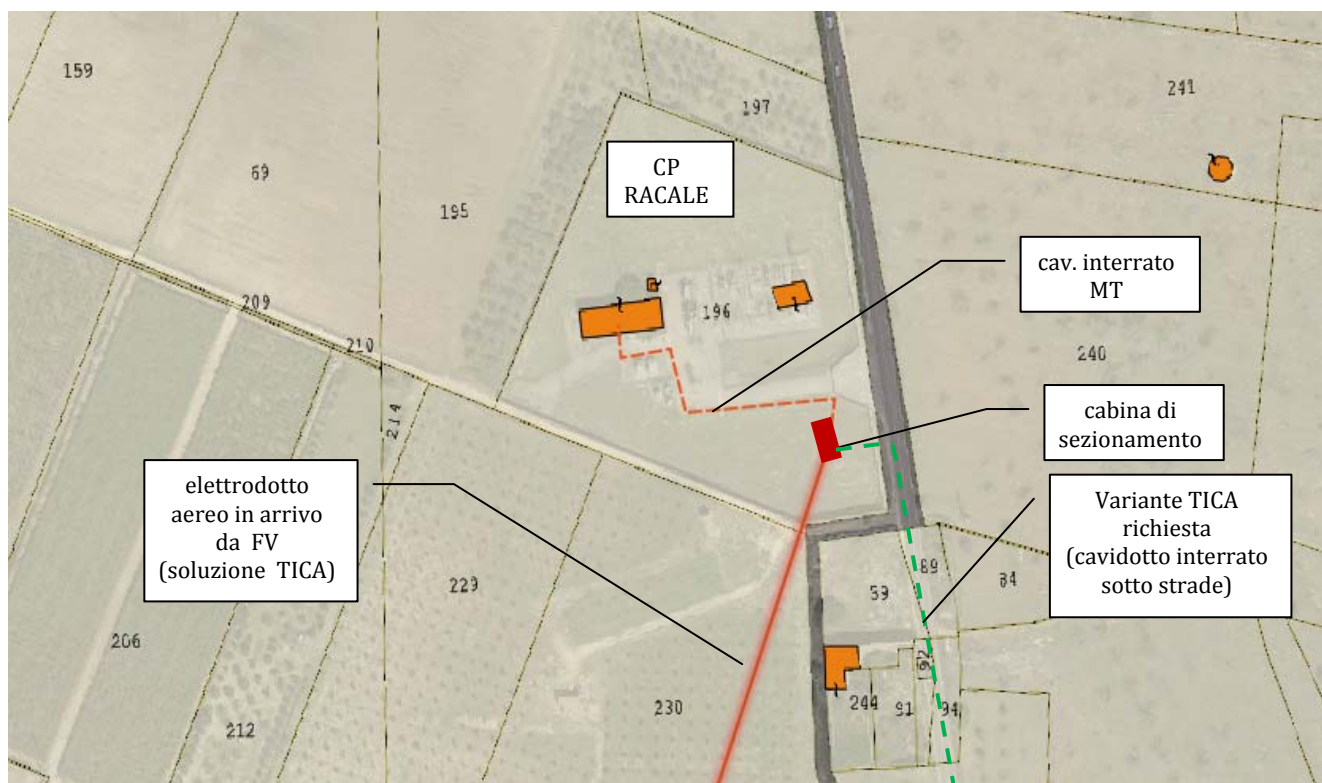 159
241
197
CP
RACALE
69
195
cav. interrato
MT
209
196
210
240
214
cabina di
sezionamento
elettrodotto
aereo in arrivo
da FV
(soluzione TICA)
Variante TICA
richiesta
(cavidotto interrato
sotto strade)
229
89
84
59
206
92
230
244
91
94
212